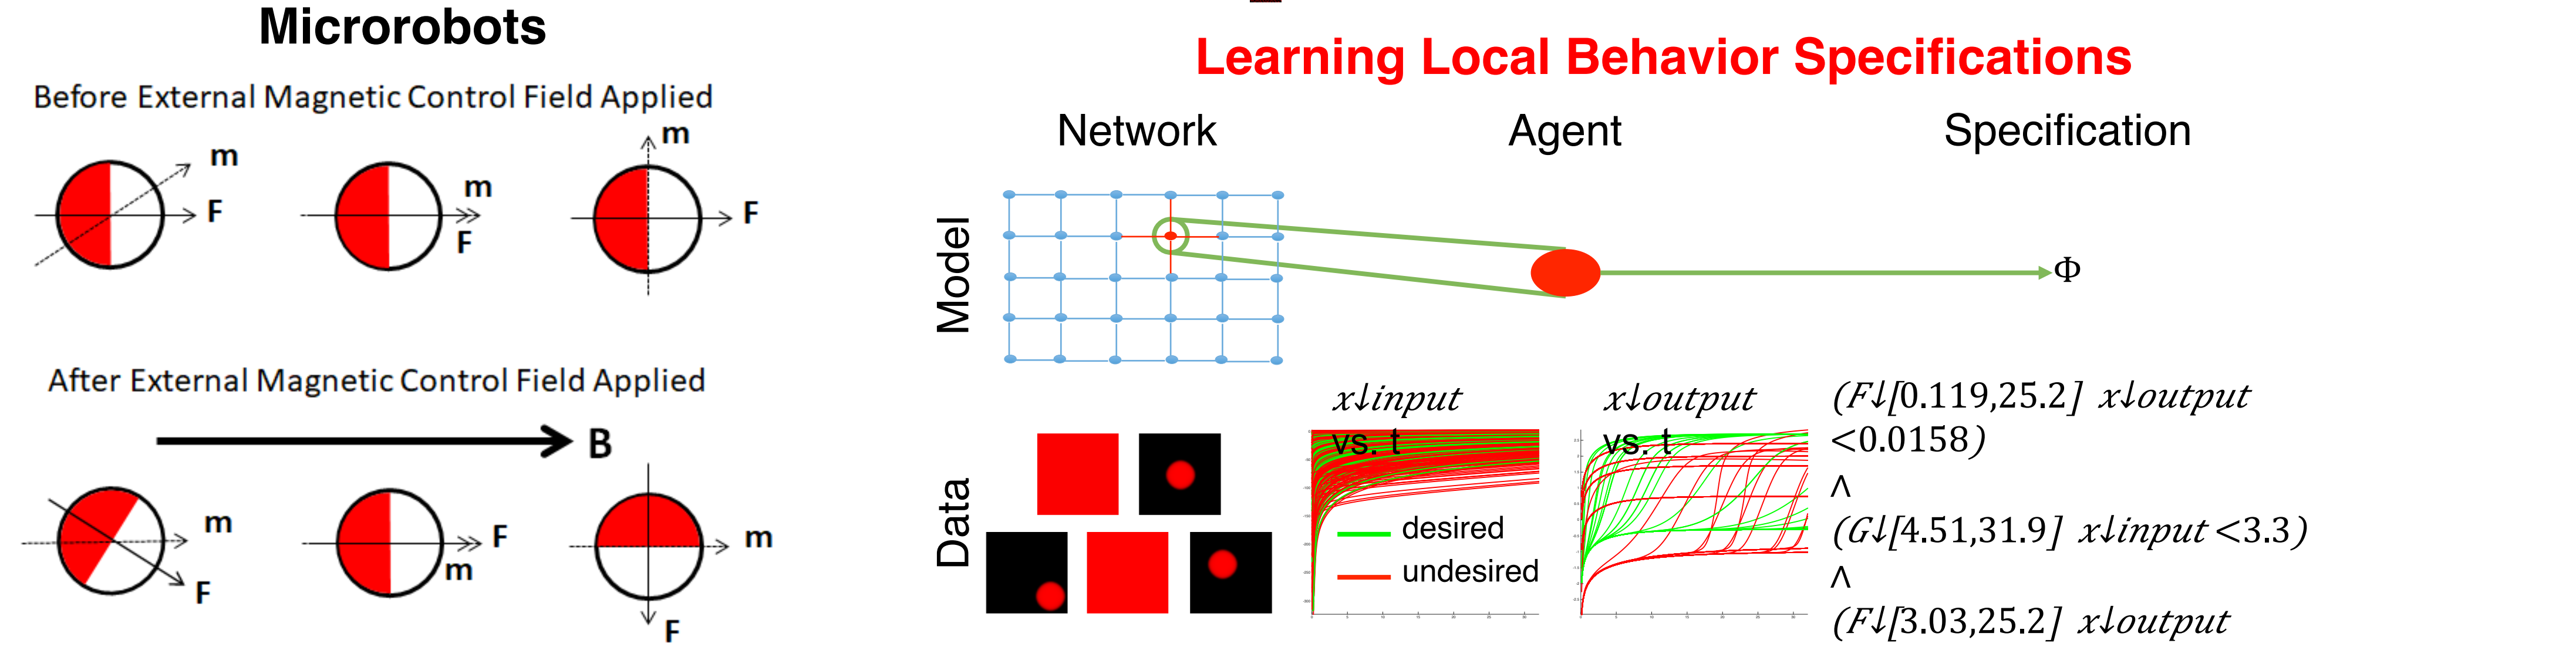 Microrobots
Before External Magnetic Control Field Applied
m
F
m
F
m
F
After External Magnetic Control Field Applied
B
m
F
F
m
m
F
Learning Local Behavior Specifications
Network
Agent
Specification
Model
Φ
Data
x↓input
vs. t
desired
undesired
x↓output
vs. t
(F↓[0.119,25.2] x↓output
<0.0158)
∧
(G↓[4.51,31.9] x↓input<3.3)
∧
(F↓[3.03,25.2] x↓output